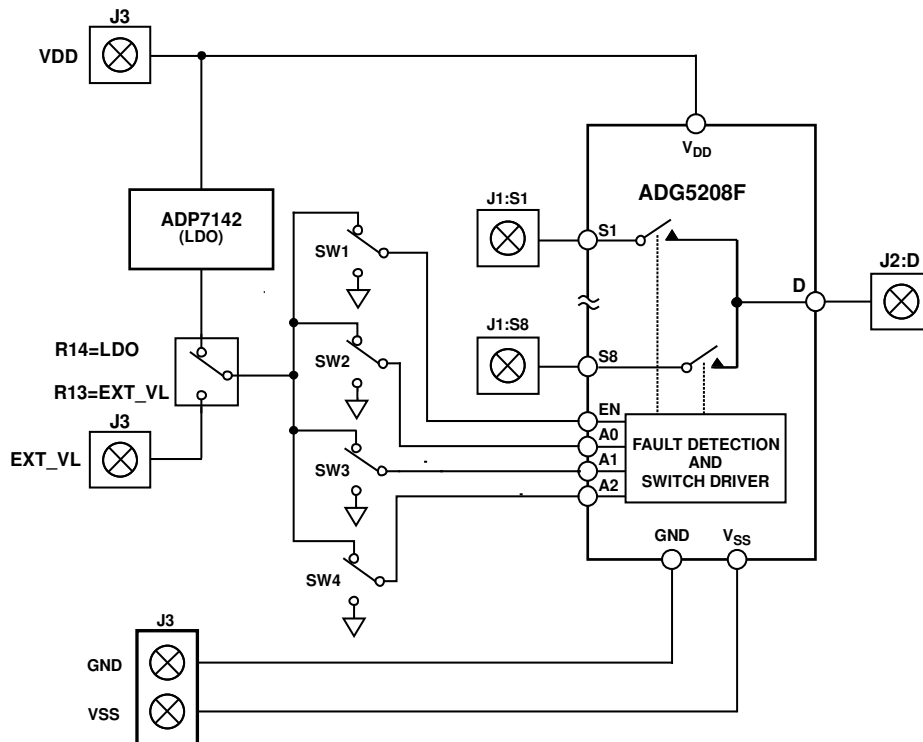 J3
VDD
VDD
ADG5208F
ADP7142
(LDO)
J1:S1
S1
SW1
J2:D
D
J1:S8
S8
R14=LDO
SW2
R13=EXT_VL
J3
EXT_VL
EN
A0
A1
A2
FAULT DETECTION
AND
SWITCH DRIVER
SW3
SW4
GND
VSS
J3
GND
VSS